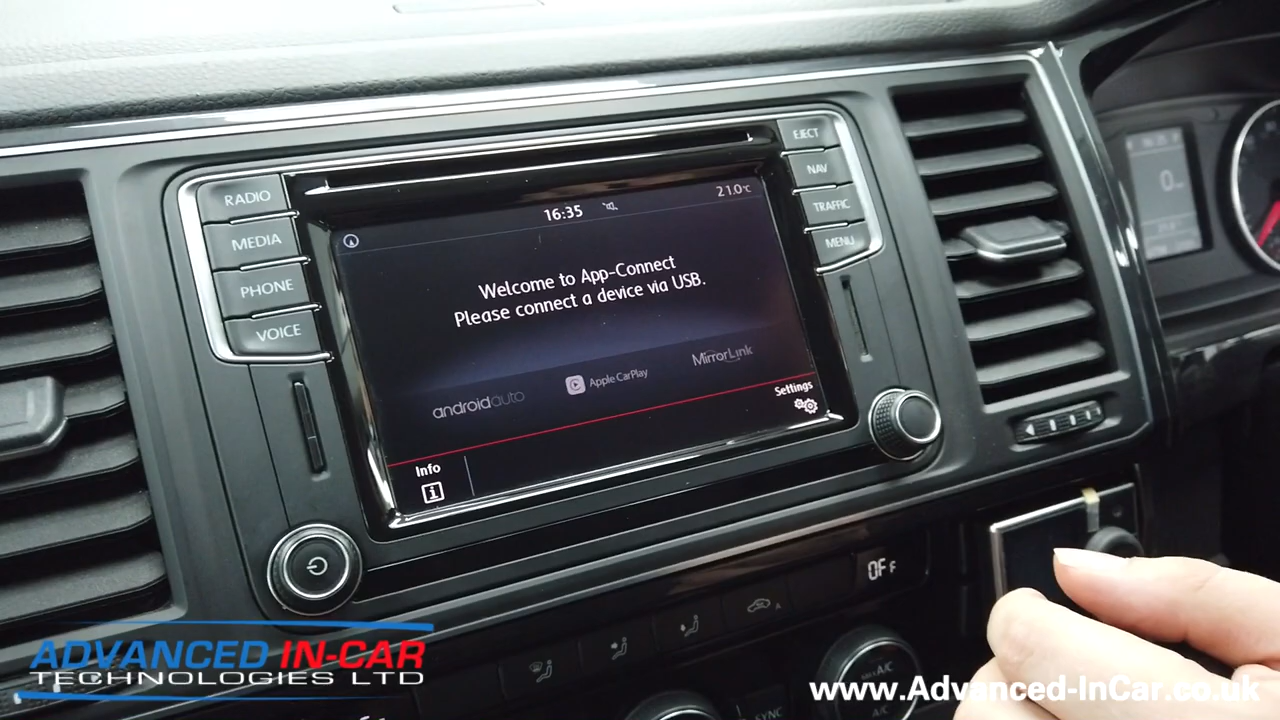 RADIO
MEDIA
PHONE
VOICE
EJECT
NAV
TRAFFIC
MENU
16:35
21.0°C
Welcome to App-Connect
Please connect a device via USB.
androidauto
Apple CarPlay
MirrorLink
Settings
Info
i
0
OFF
A
A/C
A/C
SYNC
ADVANCED IN-CAR
TECHNOLOGIES LTD
www.Advanced-InCar.co.uk